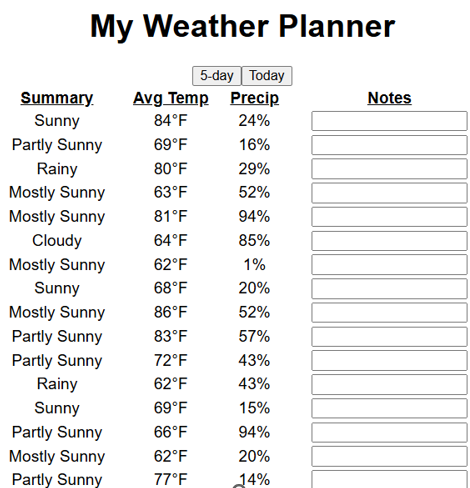 My Weather Planner
5-day Today
Summary Avg Temp Precip Notes
Sunny 84°F 24%
Partly Sunny 69°F 16%
Rainy 80°F 29%
Mostly Sunny 63°F 52%
Mostly Sunny 81°F 94%
Cloudy 64°F 85%
Mostly Sunny 62°F 1%
Sunny 68°F 20%
Mostly Sunny 86°F 52%
Partly Sunny 83°F 57%
Partly Sunny 72°F 43%
Rainy 62°F 43%
Sunny 69°F 15%
Partly Sunny 66°F 94%
Mostly Sunny 62°F 20%
Partly Sunny 77°F 14%